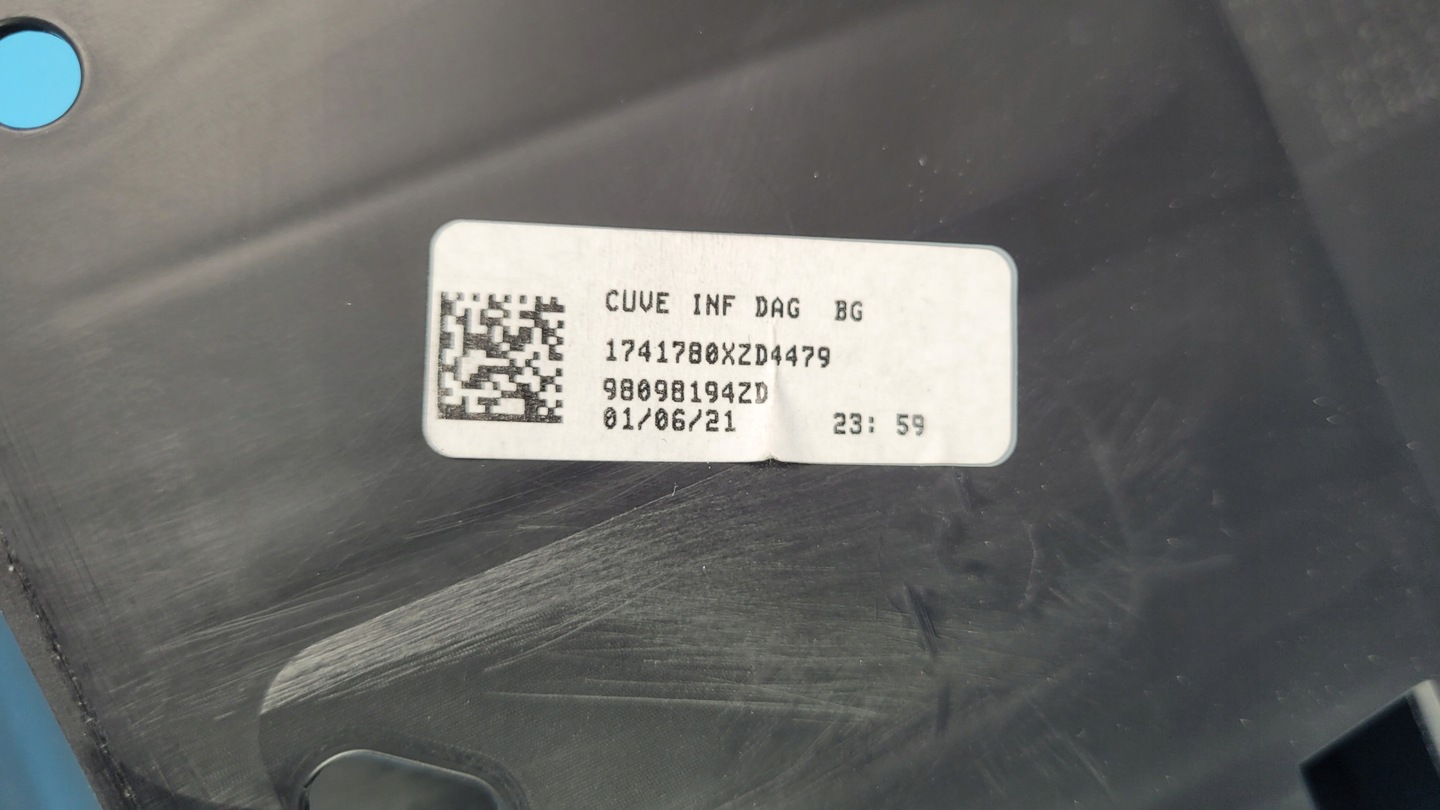 CUVE INF DAG BG
1741780XZD4479
98098194ZD
01/06/21 23: 59